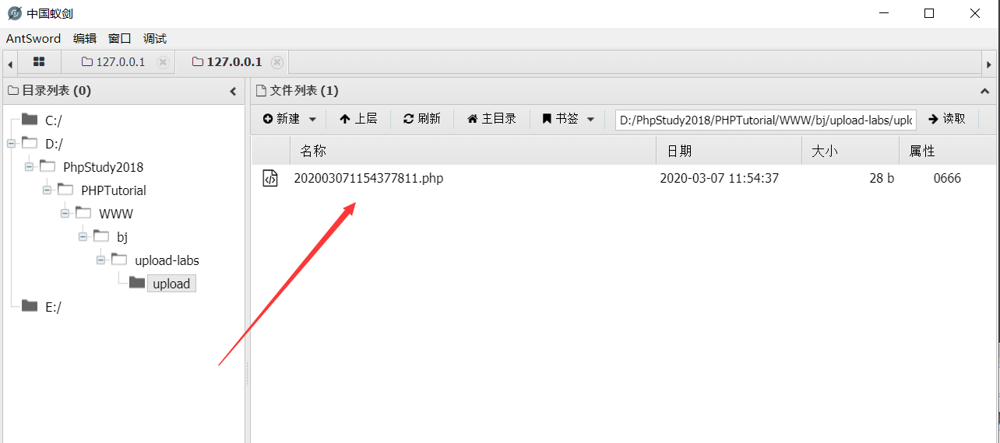 中国蚁剑
AntSword 编辑 窗口 调试
127.0.0.1 127.0.0.1
目录列表 (0)
C:/
D:/
PhpStudy2018
PHPTutorial
WWW
bj
upload-labs
upload
E:/
文件列表 (1)
新建 上层 刷新 主目录 书签 D:/PhpStudy2018/PHPTutorial/WWW/bj/upload-labs/uplo 读取
名称 日期 大小 属性
202003071154377811.php 2020-03-07 11:54:37 28 b 0666